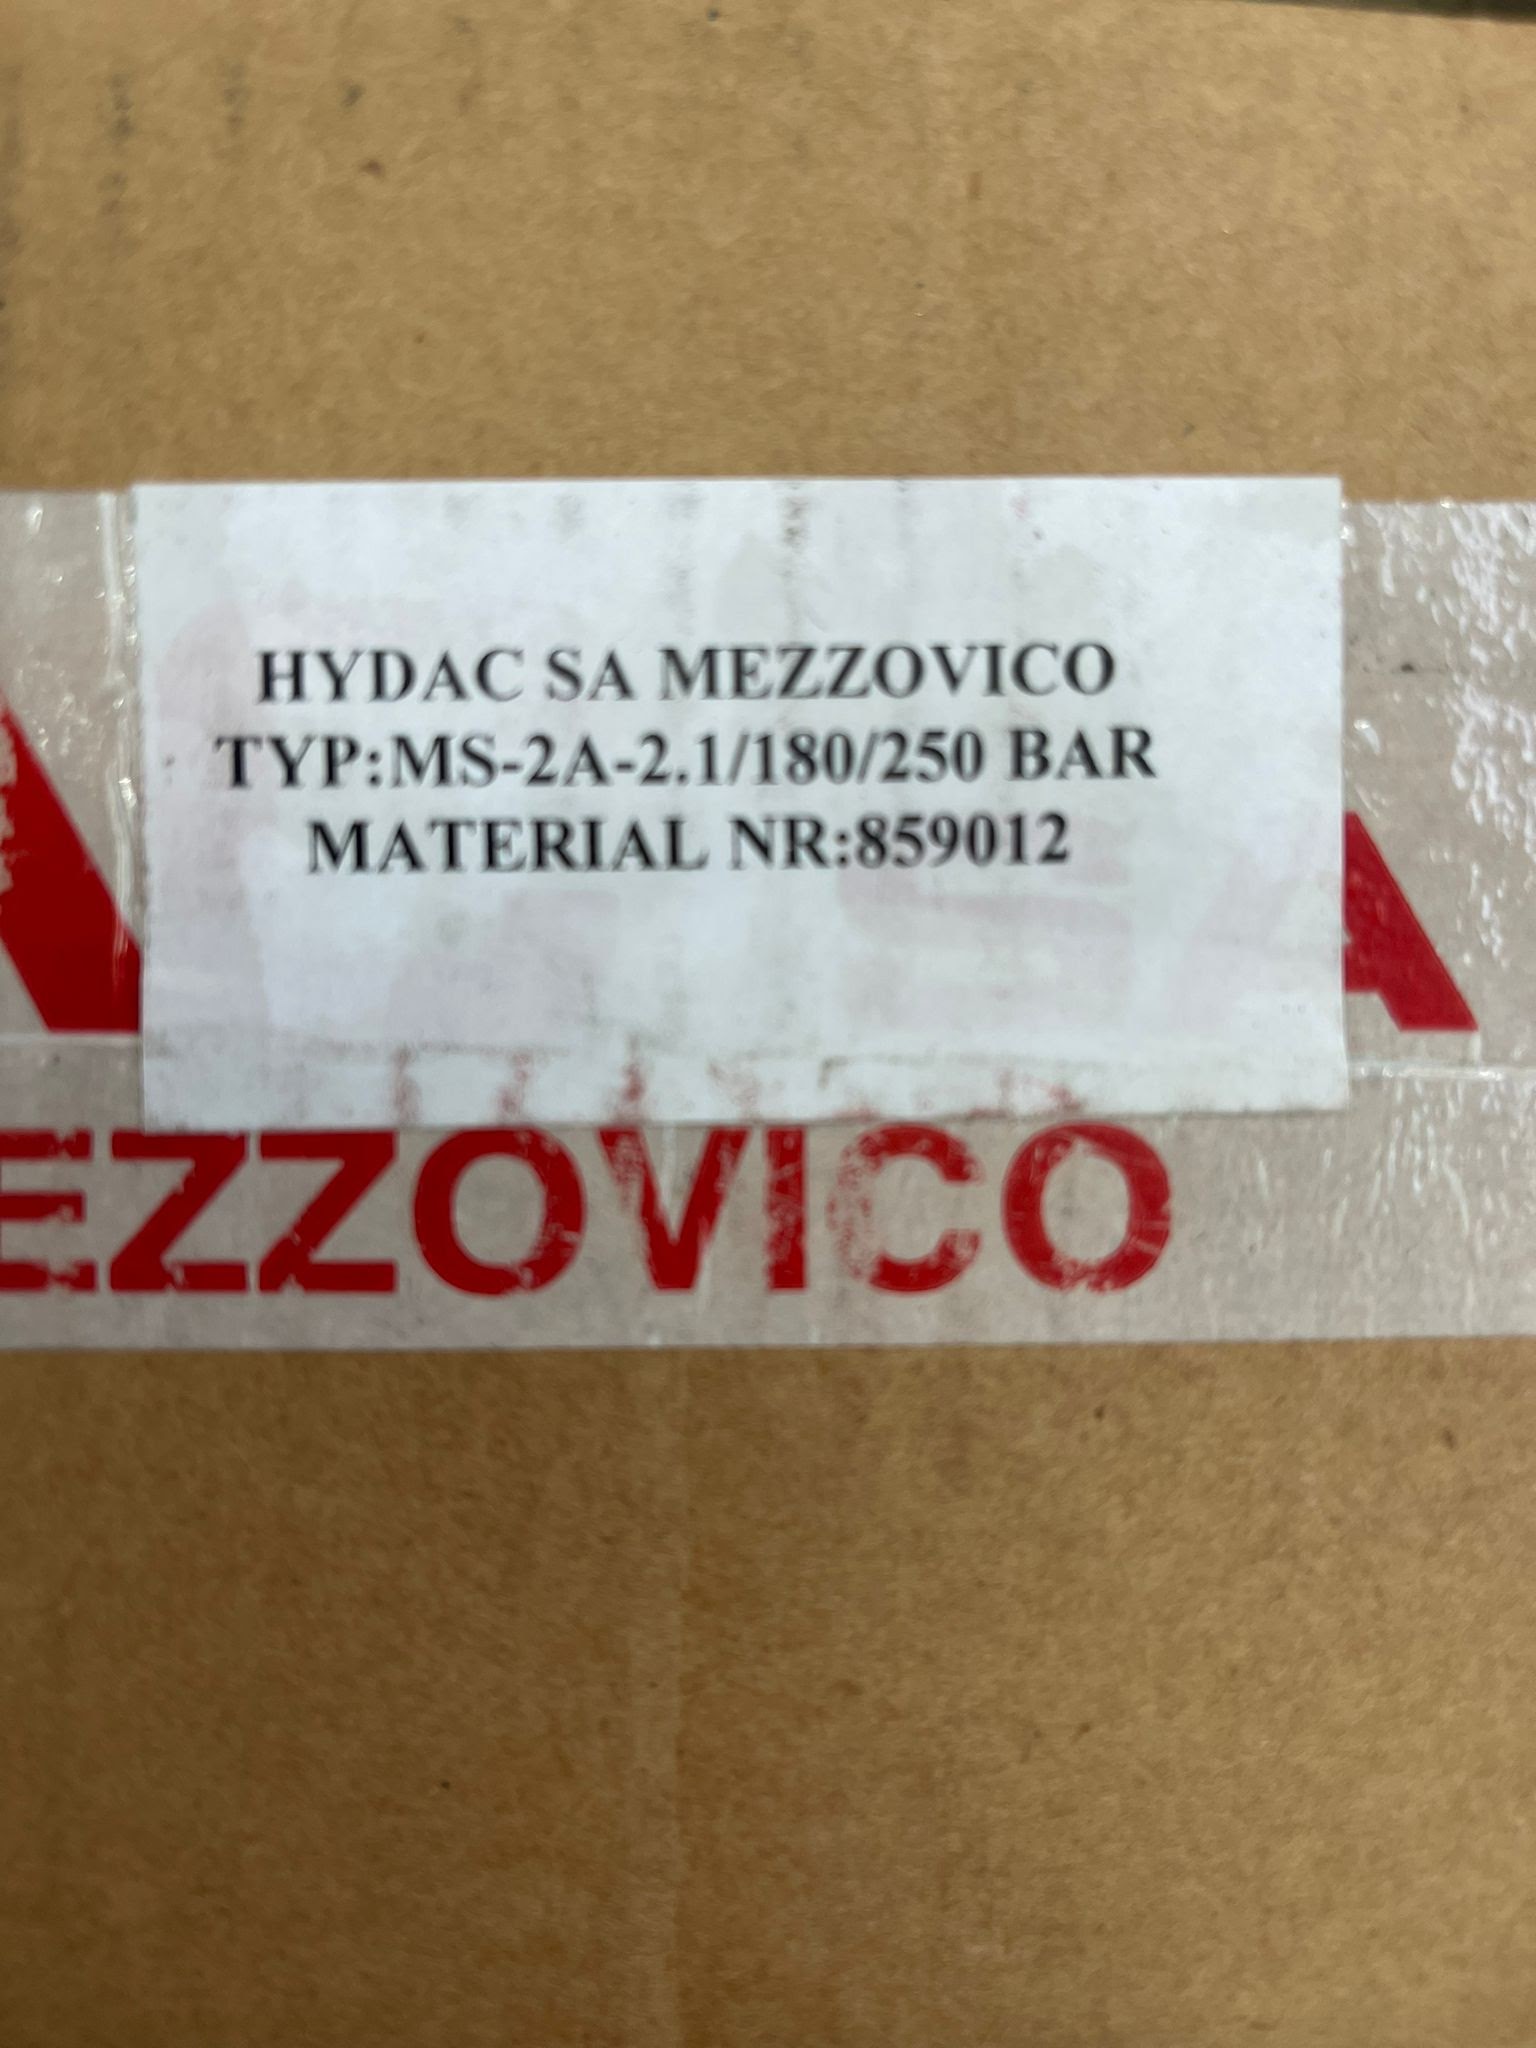 HYDAC SA MEZZOVICO
TYP:MS-2A-2.1/180/250 BAR
MATERIAL NR:859012
EZZOVICO